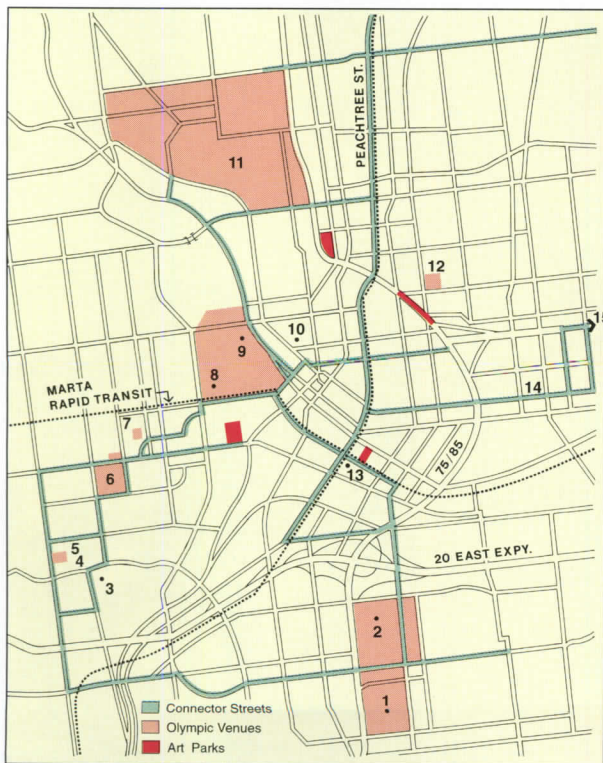 PEACHTREE ST.
11
12
10
15
9
MARTA
RAPID TRANSIT
8
14
7
75/85
13
6
5
4
20 EAST EXPY.
3
2
1
Connector Streets
Olympic Venues
Art Parks